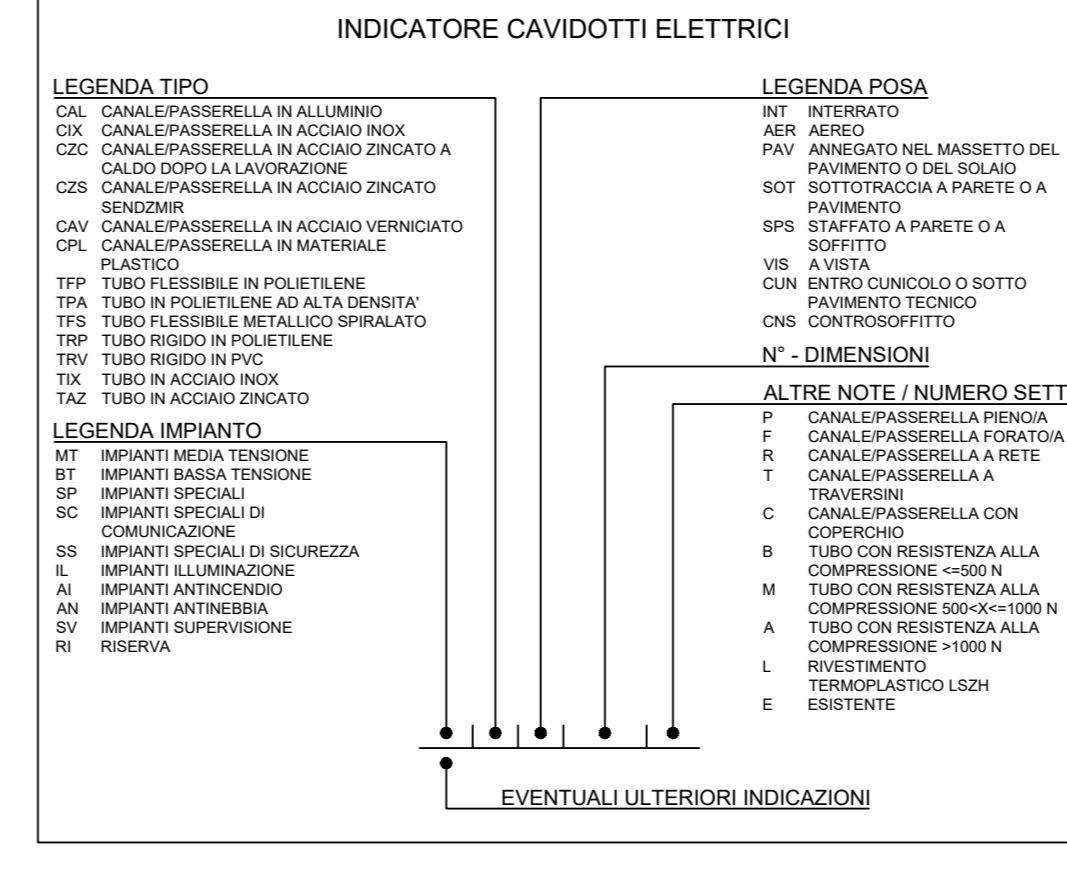 INDICATORE CAVIDOTTI ELETTRICI
LEGENDA TIPO
CAL CANALE/PASSERELLA IN ALLUMINIO
CIX CANALE/PASSERELLA IN ACCIAIO INOX
CZC CANALE/PASSERELLA IN ACCIAIO ZINCATO A
CALDO DOPO LA LAVORAZIONE
CZS CANALE/PASSERELLA IN ACCIAIO ZINCATO
SENDZMIR
CAV CANALE/PASSERELLA IN ACCIAIO VERNICIATO
CPL CANALE/PASSERELLA IN MATERIALE
PLASTICO
TFP TUBO FLESSIBILE IN POLIETILENE
TPA TUBO IN POLIETILENE AD ALTA DENSITA'
TFS TUBO FLESSIBILE METALLICO SPIRALATO
TRP TUBO RIGIDO IN POLIETILENE
TRV TUBO RIGIDO IN PVC
TIX TUBO IN ACCIAIO INOX
TAZ TUBO IN ACCIAIO ZINCATO
LEGENDA IMPIANTO
MT IMPIANTI MEDIA TENSIONE
BT IMPIANTI BASSA TENSIONE
SP IMPIANTI SPECIALI
SC IMPIANTI SPECIALI DI
COMUNICAZIONE
SS IMPIANTI SPECIALI DI SICUREZZA
IL IMPIANTI ILLUMINAZIONE
AI IMPIANTI ANTINCENDIO
AN IMPIANTI ANTINEBBIA
SV IMPIANTI SUPERVISIONE
RI RISERVA
LEGENDA POSA
INT INTERRATO
AER AEREO
PAV ANNEGATO NEL MASSETTO DEL
PAVIMENTO O DEL SOLAIO
SOT SOTTOTRACCIA A PARETE O A
PAVIMENTO
SPS STAFFATO A PARETE O A
SOFFITTO
VIS A VISTA
CUN ENTRO CUNICOLO O SOTTO
PAVIMENTO TECNICO
CNS CONTROSOFFITTO
N° - DIMENSIONI
ALTRE NOTE / NUMERO SETT
P CANALE/PASSERELLA PIENO/A
F CANALE/PASSERELLA FORATO/A
R CANALE/PASSERELLA A RETE
T CANALE/PASSERELLA A
TRAVERSINI
C CANALE/PASSERELLA CON
COPERCHIO
B TUBO CON RESISTENZA ALLA
COMPRESSIONE <=500 N
M TUBO CON RESISTENZA ALLA
COMPRESSIONE 500<X<=1000 N
A TUBO CON RESISTENZA ALLA
COMPRESSIONE >1000 N
L RIVESTIMENTO
TERMOPLASTICO LSZH
E ESISTENTE
EVENTUALI ULTERIORI INDICAZIONI